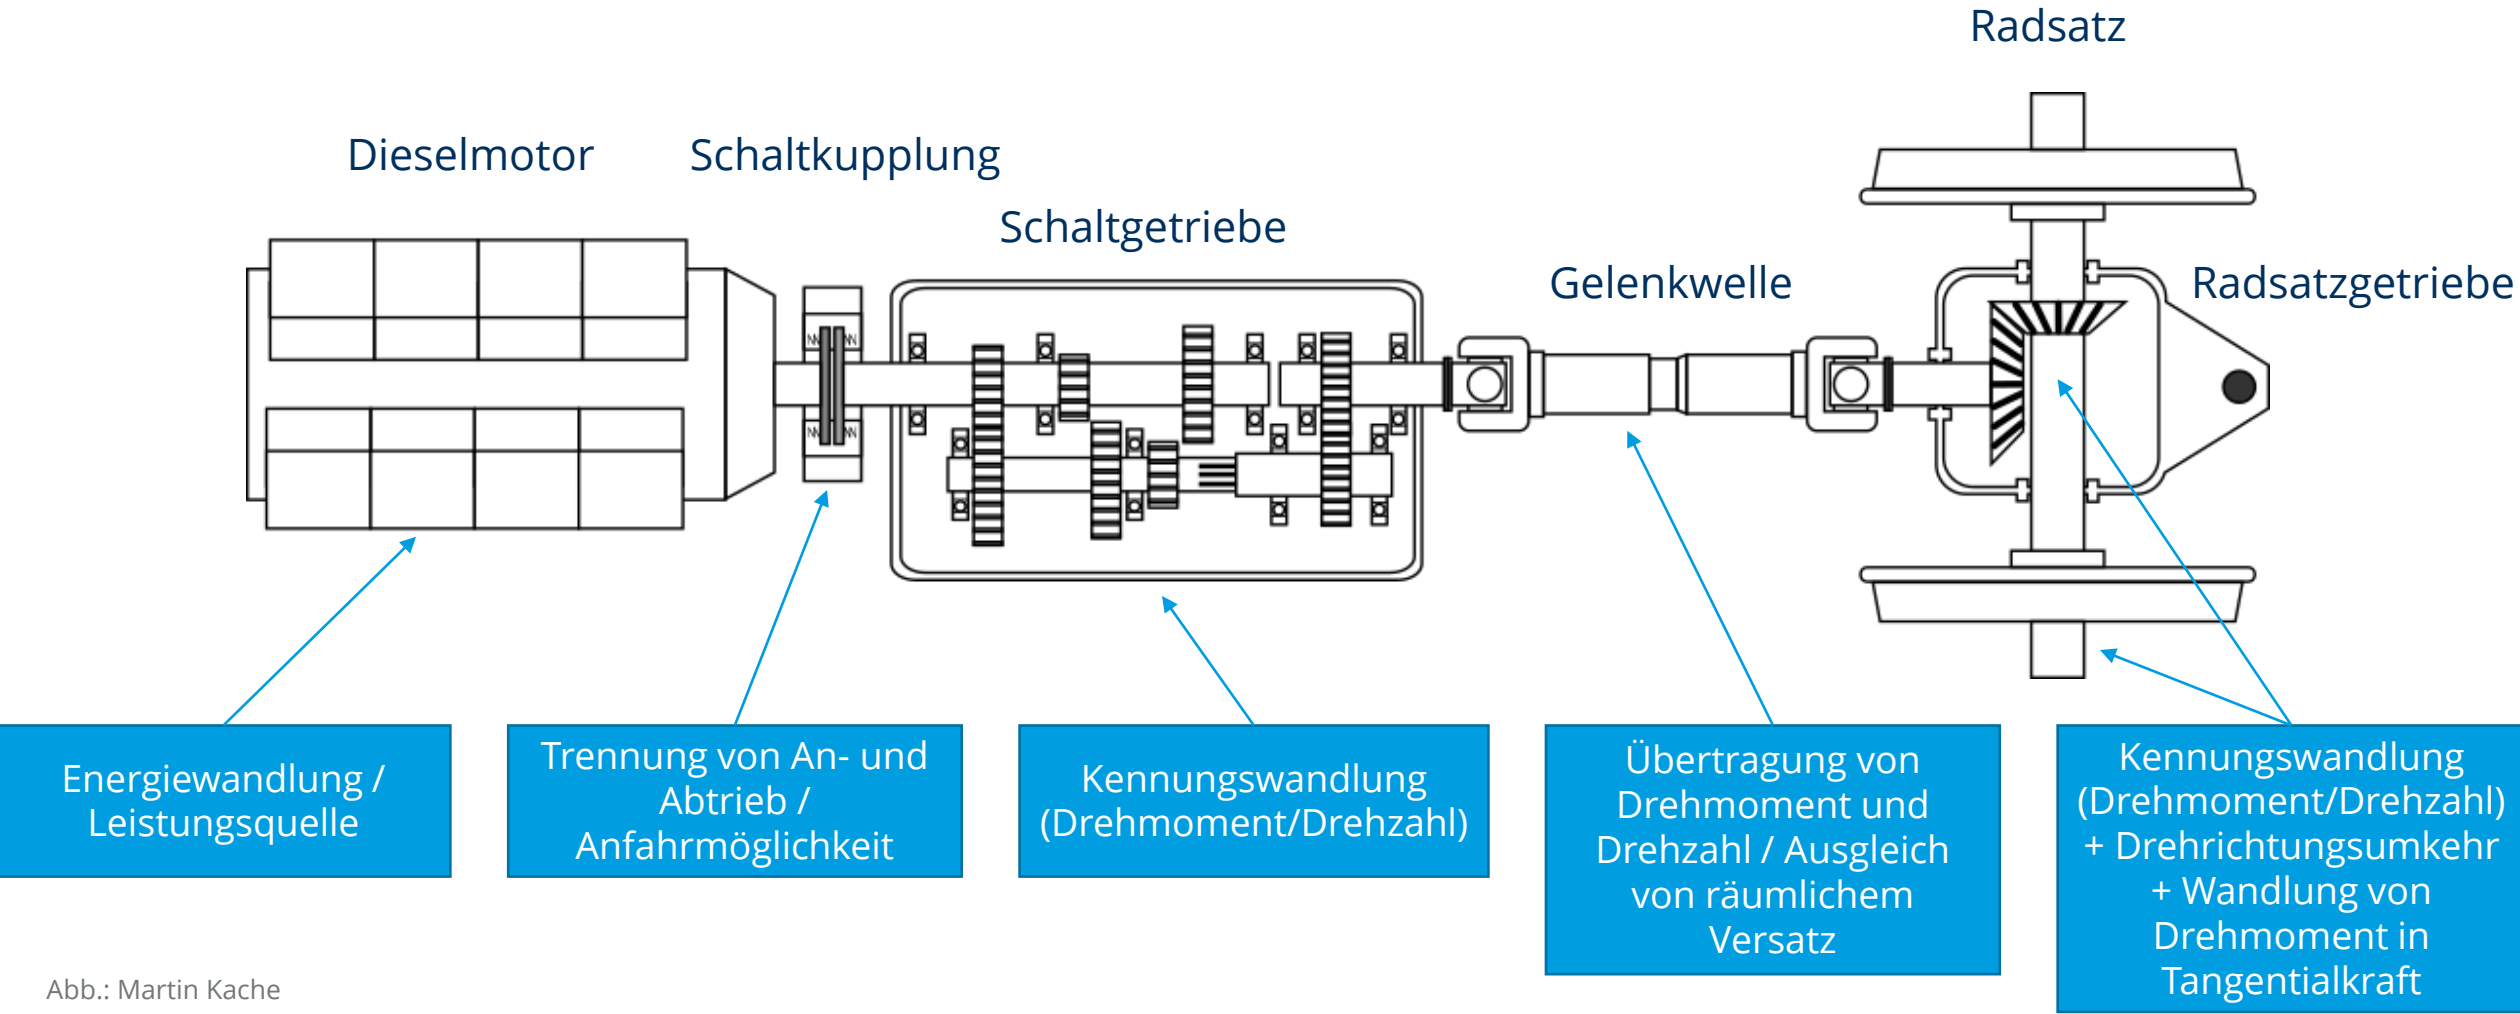 Radsatz
Dieselmotor
Schaltkupplung
Schaltgetriebe
Gelenkwelle
Radsatzgetriebe
Energiewandlung /
Leistungsquelle
Trennung von An- und
Abtrieb /
Anfahrmöglichkeit
Kennungswandlung
(Drehmoment/Drehzahl)
Übertragung von
Drehmoment und
Drehzahl / Ausgleich
von räumlichem
Versatz
Kennungswandlung
(Drehmoment/Drehzahl)
+ Drehrichtungsumkehr
+ Wandlung von
Drehmoment in
Tangentialkraft
Abb.: Martin Kache